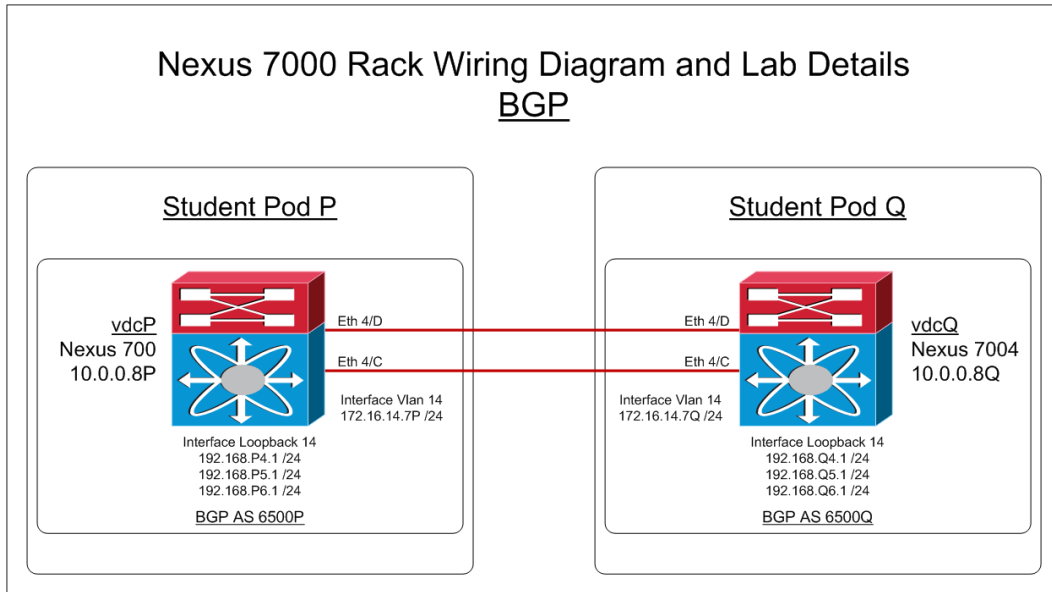 Nexus 7000 Rack Wiring Diagram and Lab Details
BGP
Student Pod P
vdcP
Nexus 700
10.0.0.8P
Eth 4/D
Eth 4/C
Interface Vlan 14
172.16.14.7P /24
Interface Loopback 14
192.168.P4.1 /24
192.168.P5.1 /24
192.168.P6.1 /24
BGP AS 6500P
Student Pod Q
Eth 4/D
Eth 4/C
Interface Vlan 14
172.16.14.7Q /24
vdcQ
Nexus 7004
10.0.0.8Q
Interface Loopback 14
192.168.Q4.1 /24
192.168.Q5.1 /24
192.168.Q6.1 /24
BGP AS 6500Q